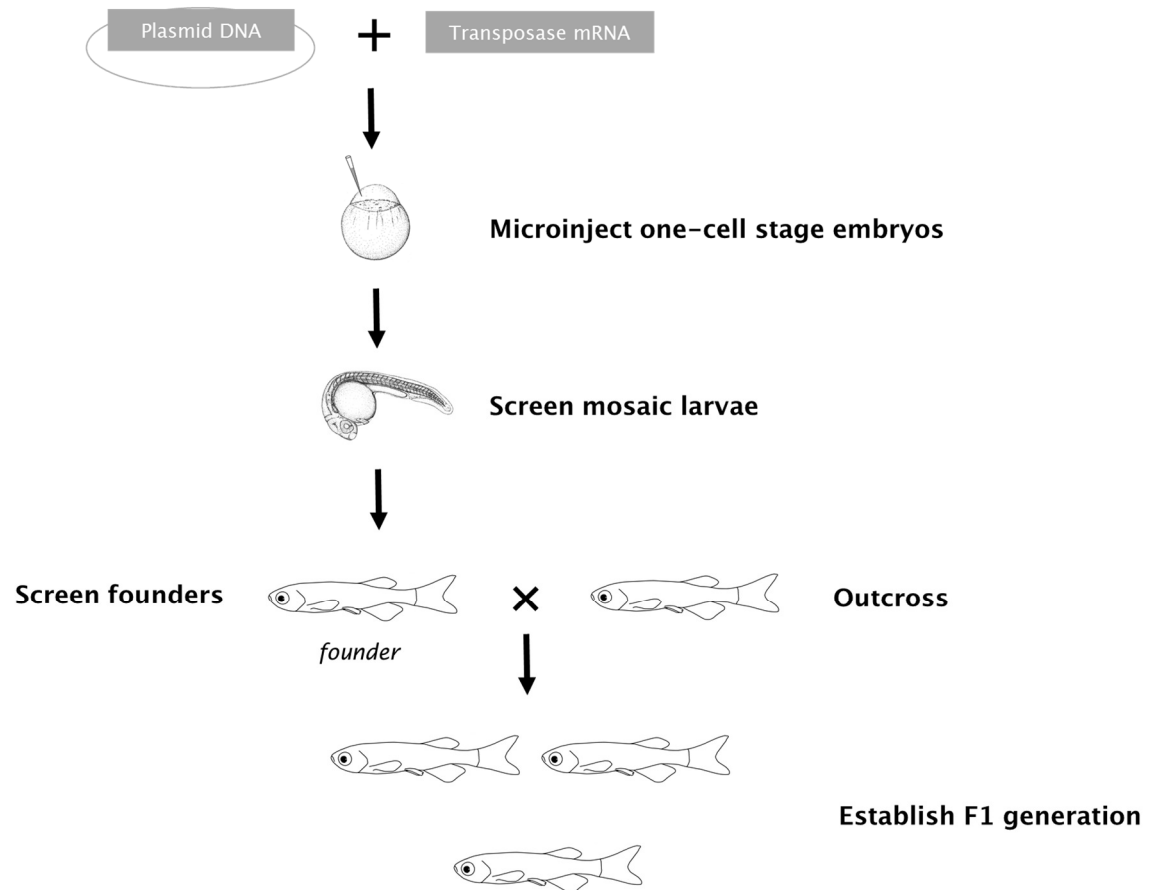 Plasmid DNA
+
Transposase mRNA
Microinject one-cell stage embryos
Screen mosaic larvae
Screen founders
×
Outcross
founder
Establish F1 generation